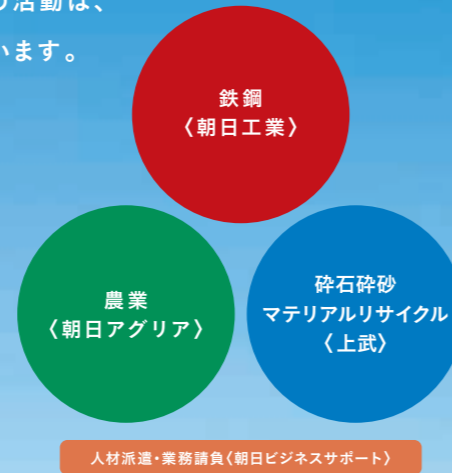 活動は、
います。
鉄鋼
〈朝日工業〉
農業
〈朝日アグリア〉
砕石砕砂
マテリアルリサイクル
〈上武〉
人材派遣・業務請負〈朝日ビジネスサポート〉